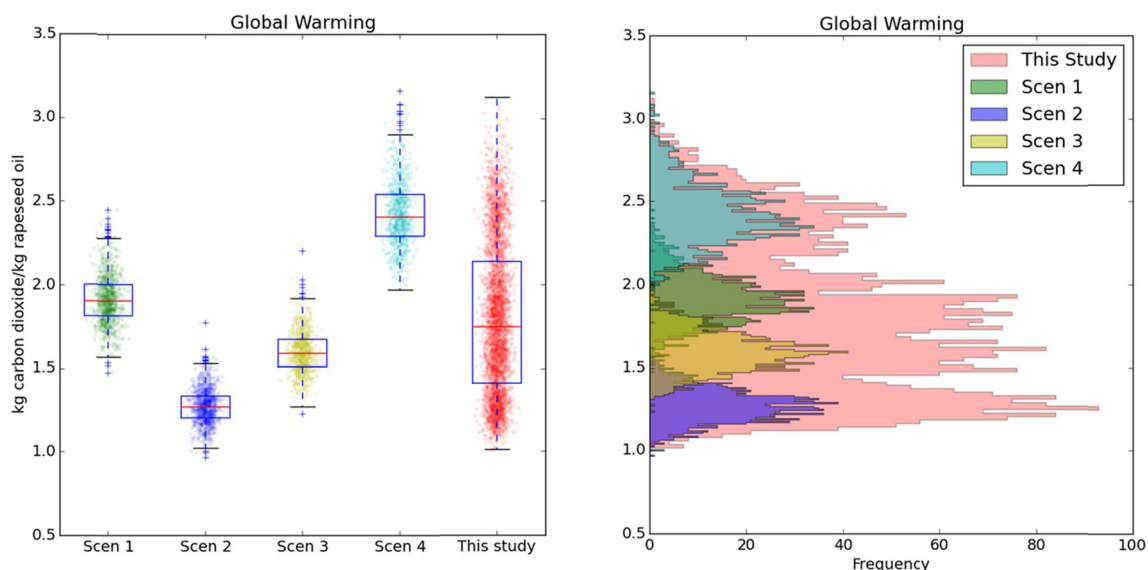 Global Warming
kg carbon dioxide/kg rapeseed oil
3.5
3.0
2.5
2.0
1.5
1.0
0.5
Scen 1
Scen 2
Scen 3
Scen 4
This study
Global Warming
3.5
3.0
2.5
2.0
1.5
1.0
0.5
This Study
Scen 1
Scen 2
Scen 3
Scen 4
0
20
40
60
80
100
Frequency